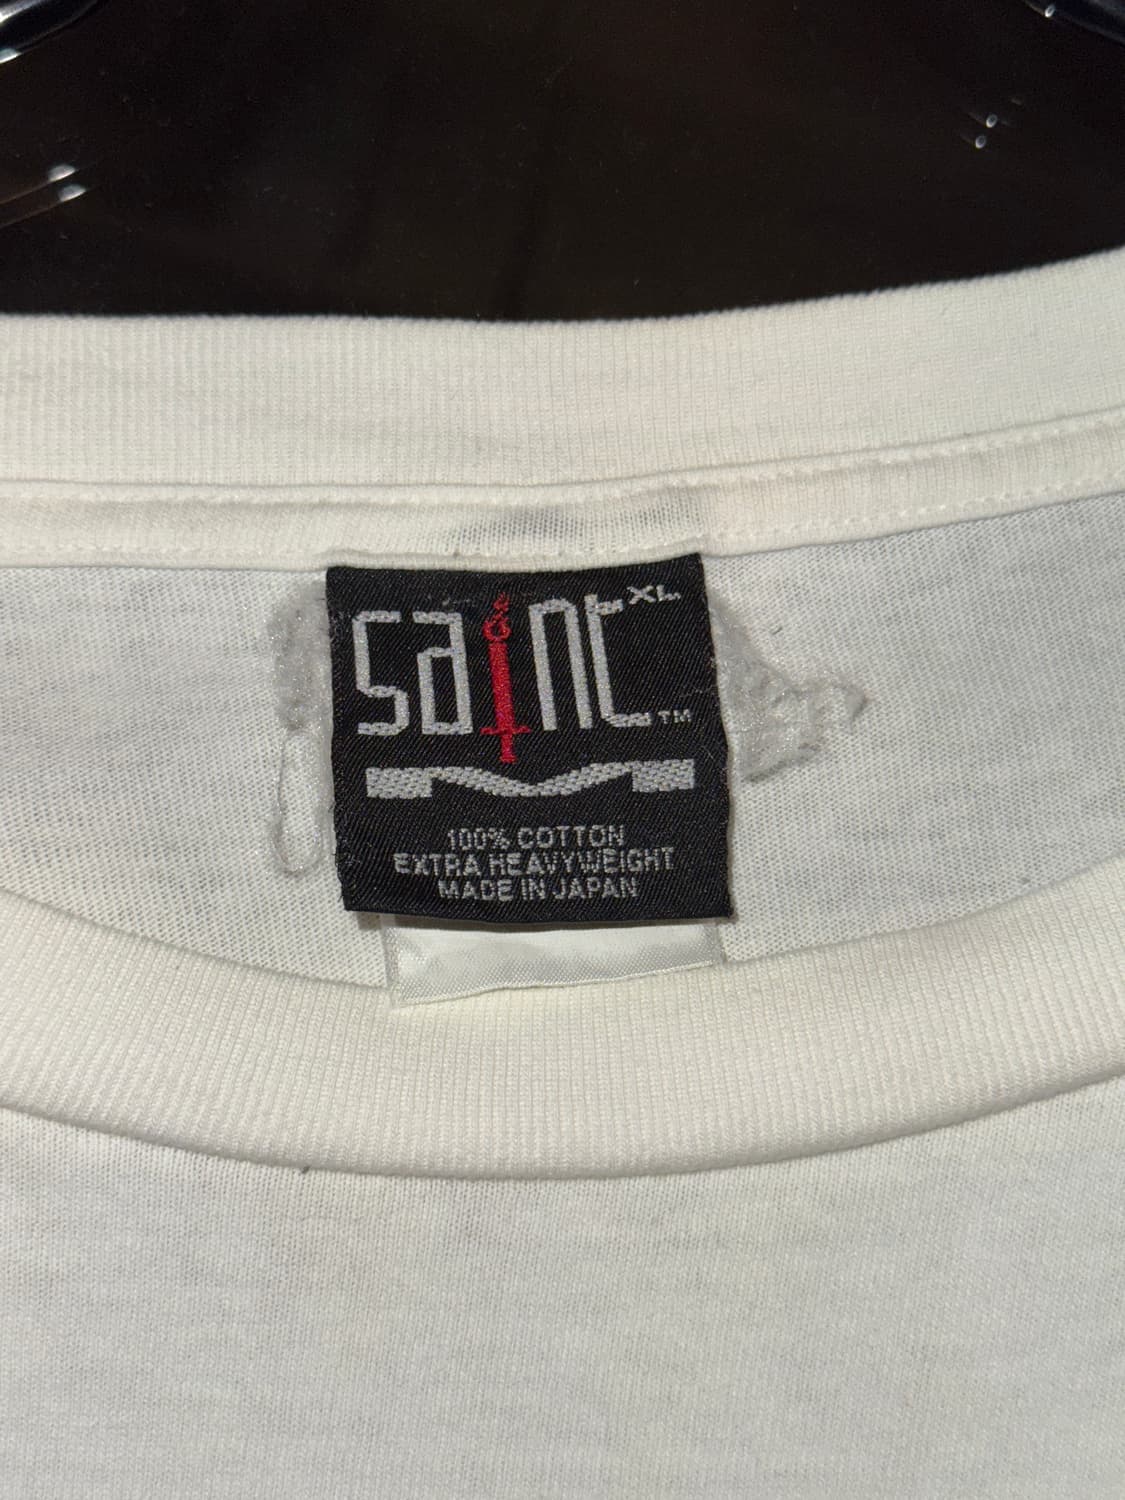 saint XL
TM
100% COTTON
EXTRA HEAVYWEIGHT
MADE IN JAPAN